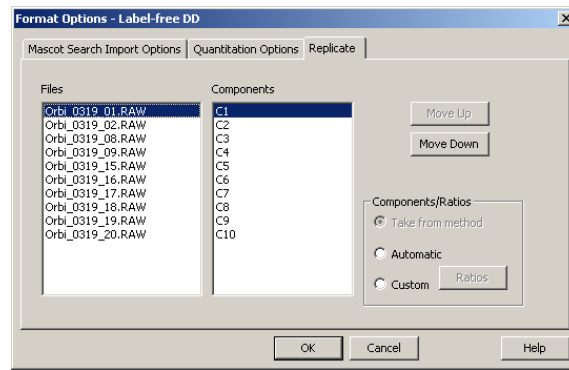 Format Options - Label-free DD
Mascot Search Import Options Quantitation Options Replicate
Files Components
Orbi_0319_01.RAW C1
Orbi_0319_02.RAW C2
Orbi_0319_08.RAW C3
Orbi_0319_09.RAW C4
Orbi_0319_15.RAW C5
Orbi_0319_16.RAW C6
Orbi_0319_17.RAW C7
Orbi_0319_18.RAW C8
Orbi_0319_19.RAW C9
Orbi_0319_20.RAW C10
Move Up
Move Down
Components/Ratios
Take from method
Automatic
Custom Ratios
OK Cancel Help